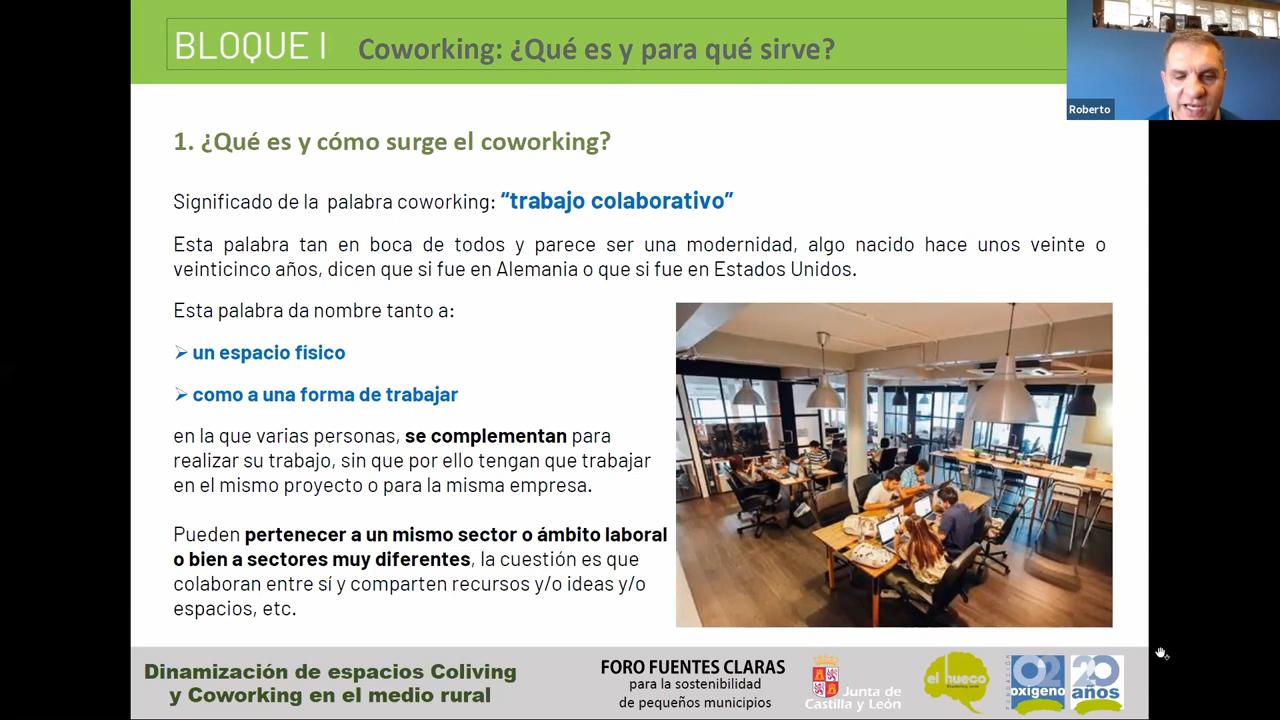 BLOQUE I Coworking: ¿Qué es y para qué sirve?
Roberto
1. ¿Qué es y cómo surge el coworking?
Significado de la palabra coworking: “trabajo colaborativo”
Esta palabra tan en boca de todos y parece ser una modernidad, algo nacido hace unos veinte o
veinticinco años, dicen que si fue en Alemania o que si fue en Estados Unidos.
Esta palabra da nombre tanto a:
un espacio físico
como a una forma de trabajar
en la que varias personas, se complementan para
realizar su trabajo, sin que por ello tengan que trabajar
en el mismo proyecto o para la misma empresa.
Pueden pertenecer a un mismo sector o ámbito laboral
o bien a sectores muy diferentes, la cuestión es que
colaboran entre sí y comparten recursos y/o ideas y/o
espacios, etc.
Dinamización de espacios Coliving
y Coworking en el medio rural
FORO FUENTES CLARAS
para la sostenibilidad
de pequeños municipios
Junta de
Castilla y León
el hueco
FUNDACIÓN
O2
oxígeno
20
años